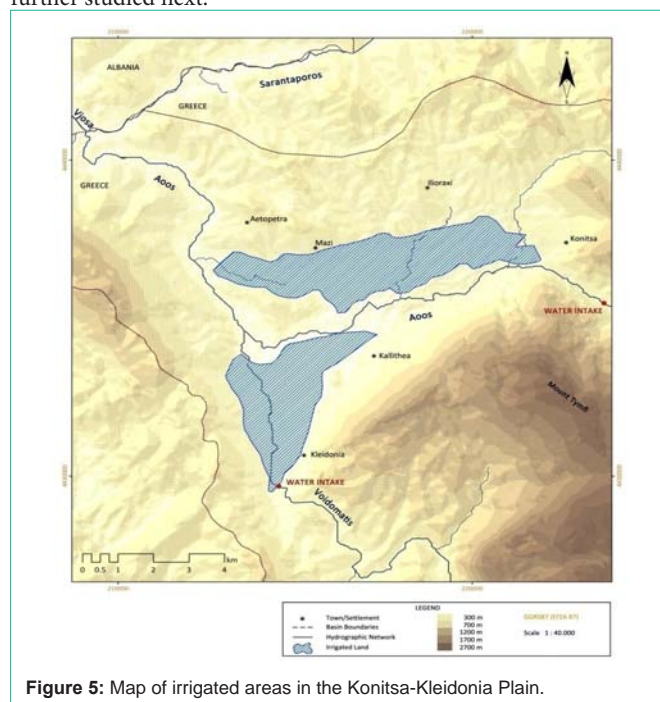 further studied next.
ALBANIA
GREECE
Sarantaporos
N
Vjosa
GREECE
Aoos
Ilioraxi
Aetopetra
Mazi
Konitsa
WATER INTAKE
Aoos
Kallithea
Mount Tymfi
Kleidonia
WATER INTAKE
Voidomatis
0 0.5 1 2 3 4
km
LEGEND
Town/Settlement
Basin Boundaries
Hydrographic Network
Irrigated Land
300 m
700 m
1200 m
1700 m
2700 m
Scale 1 : 40.000
Figure 5: Map of irrigated areas in the Konitsa-Kleidonia Plain.